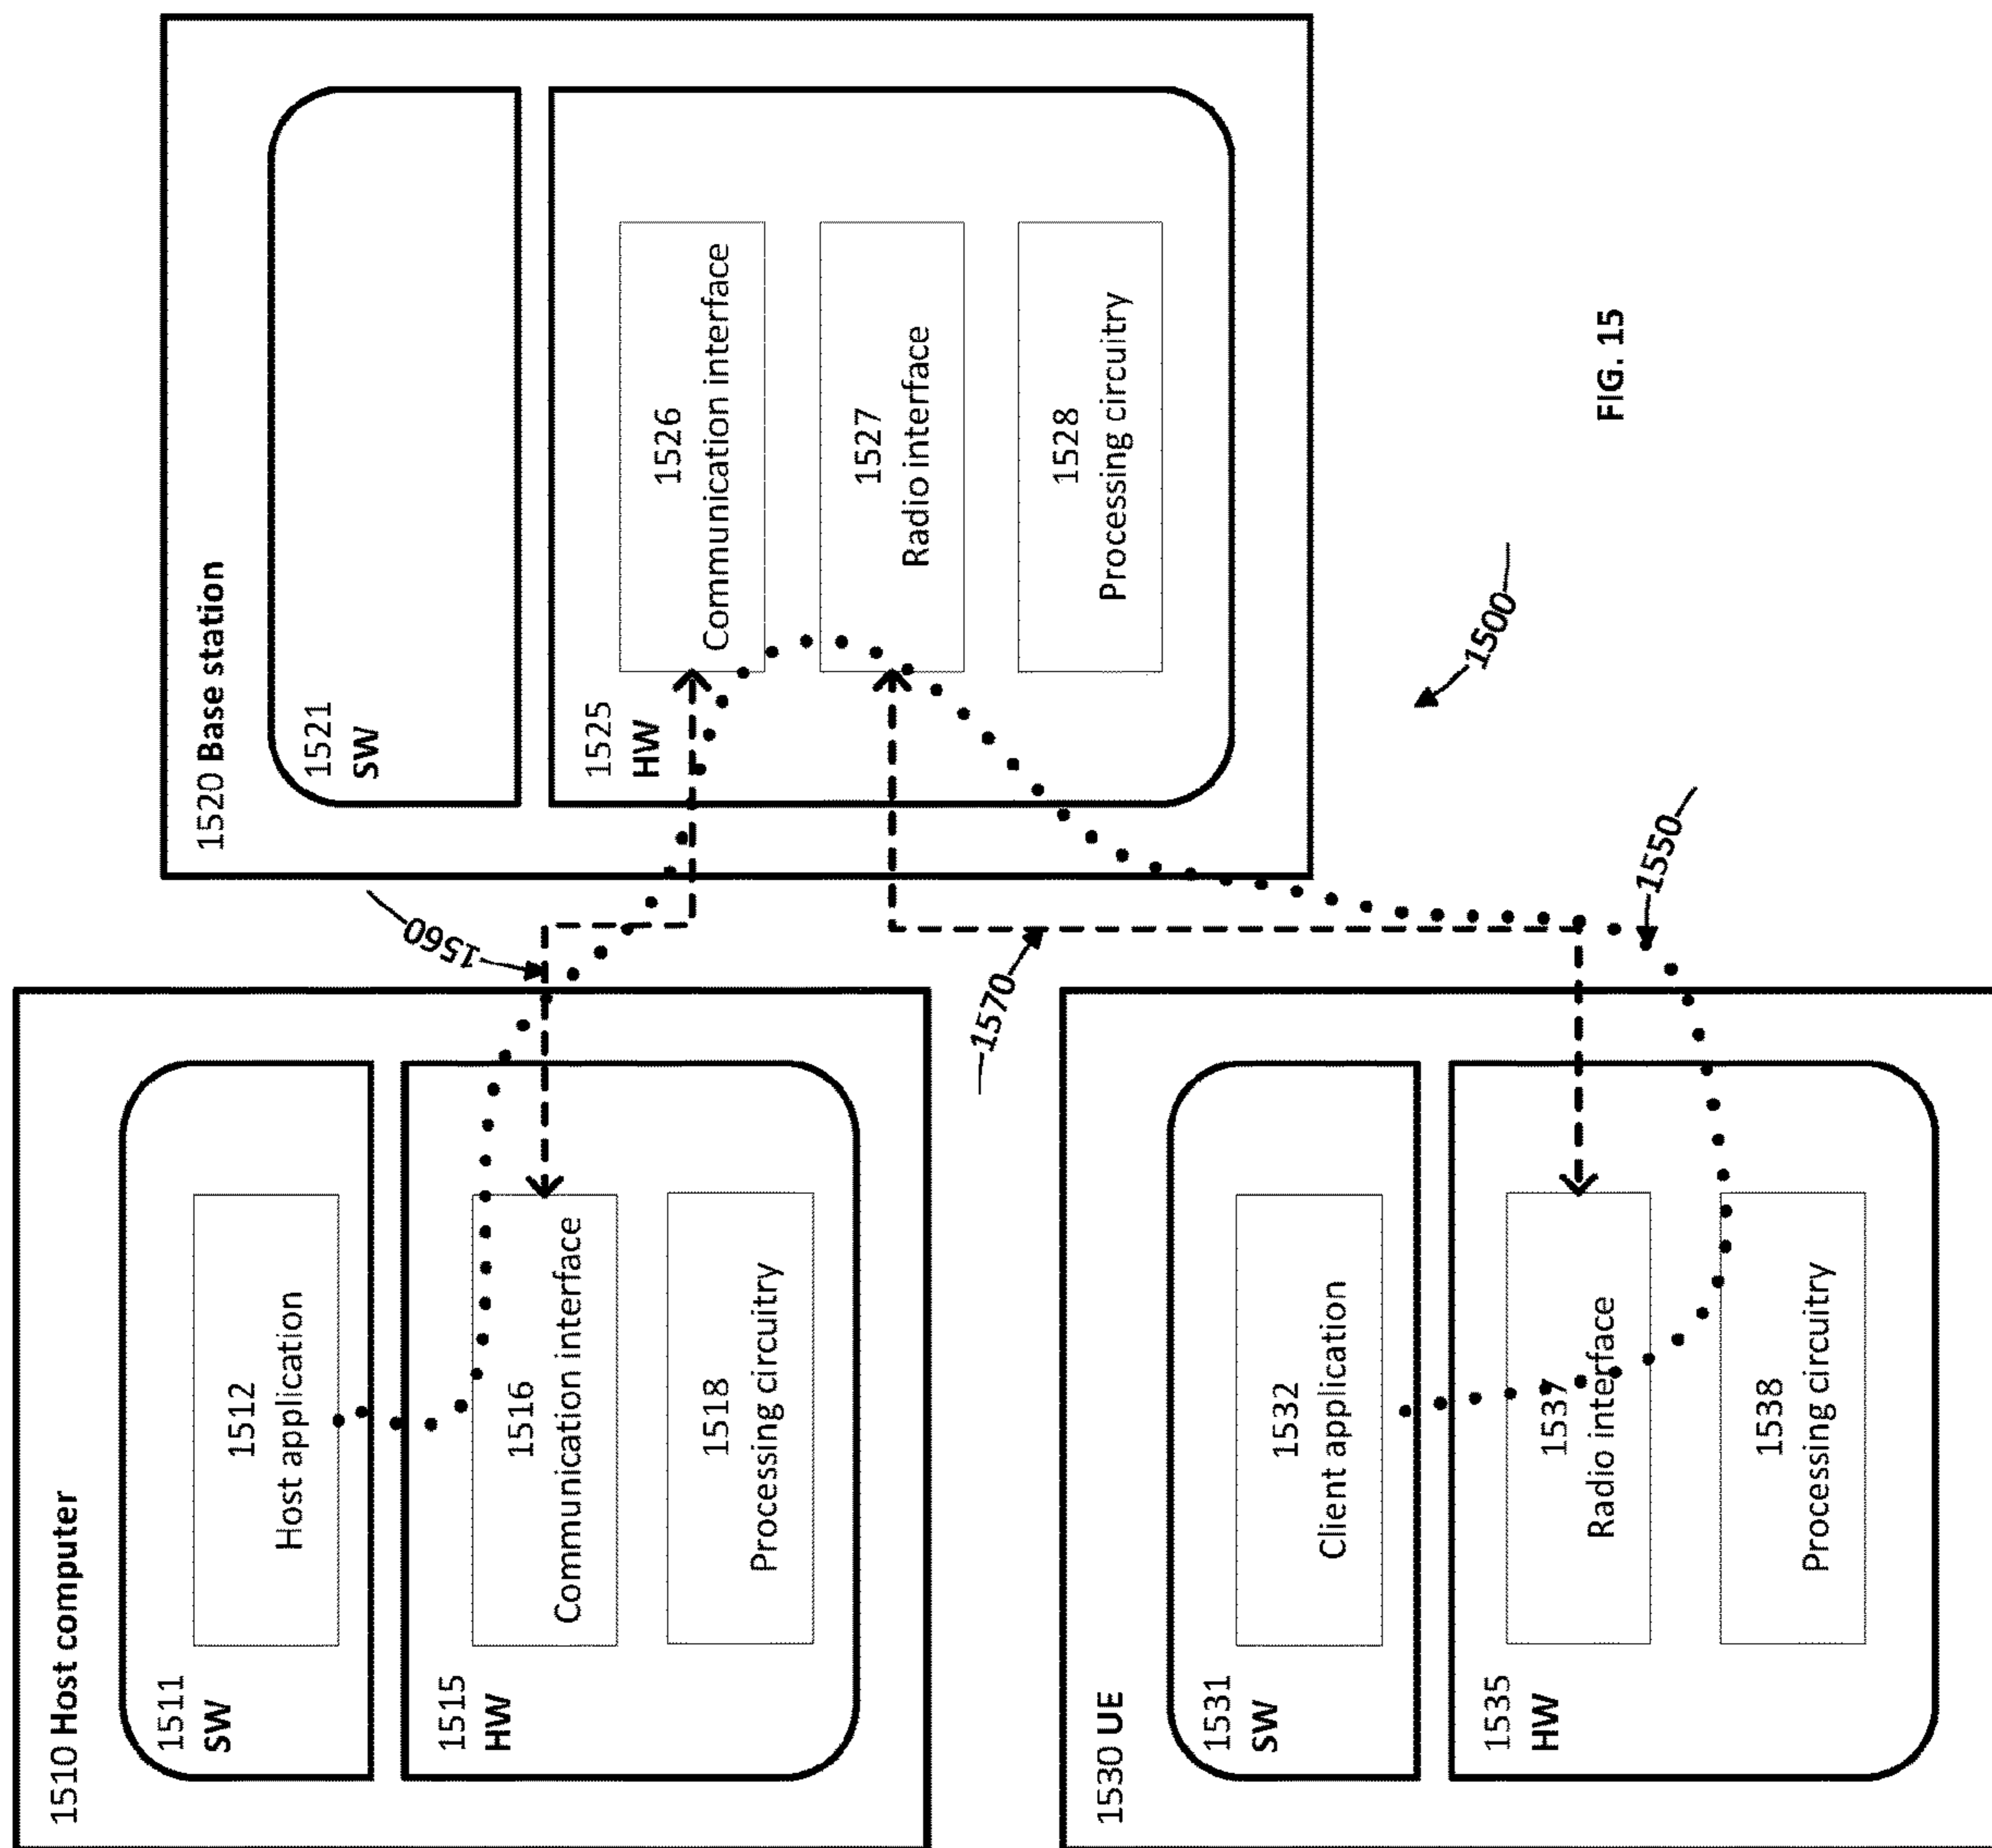 1510 Host computer
1511
SW
1512
Host application
1515
HW
1516
Communication interface
1518
Processing circuitry
1560
1520 Base station
1521
SW
1525
HW
1526
Communication interface
1527
Radio interface
1528
Processing circuitry
1530 UE
1531
SW
1532
Client application
1535
HW
1537
Radio interface
1538
Processing circuitry
1570
1550
1500
FIG. 15